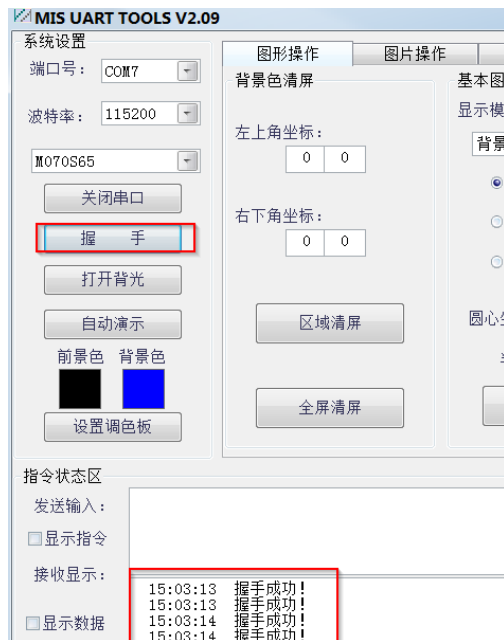 MIS UART TOOLS V2.09
系统设置
端口号： COM7
波特率： 115200
M070S65
关闭串口
握 手
打开背光
自动演示
前景色 背景色
设置调色板
图形操作 图片操作
背景色清屏
左上角坐标：
0 0
右下角坐标：
0 0
区域清屏
全屏清屏
基本图
显示模
背景
圆心
指令状态区
发送输入：
显示指令
接收显示：
显示数据
15:03:13 握手成功!
15:03:13 握手成功!
15:03:14 握手成功!
15:03:14 握手成功!